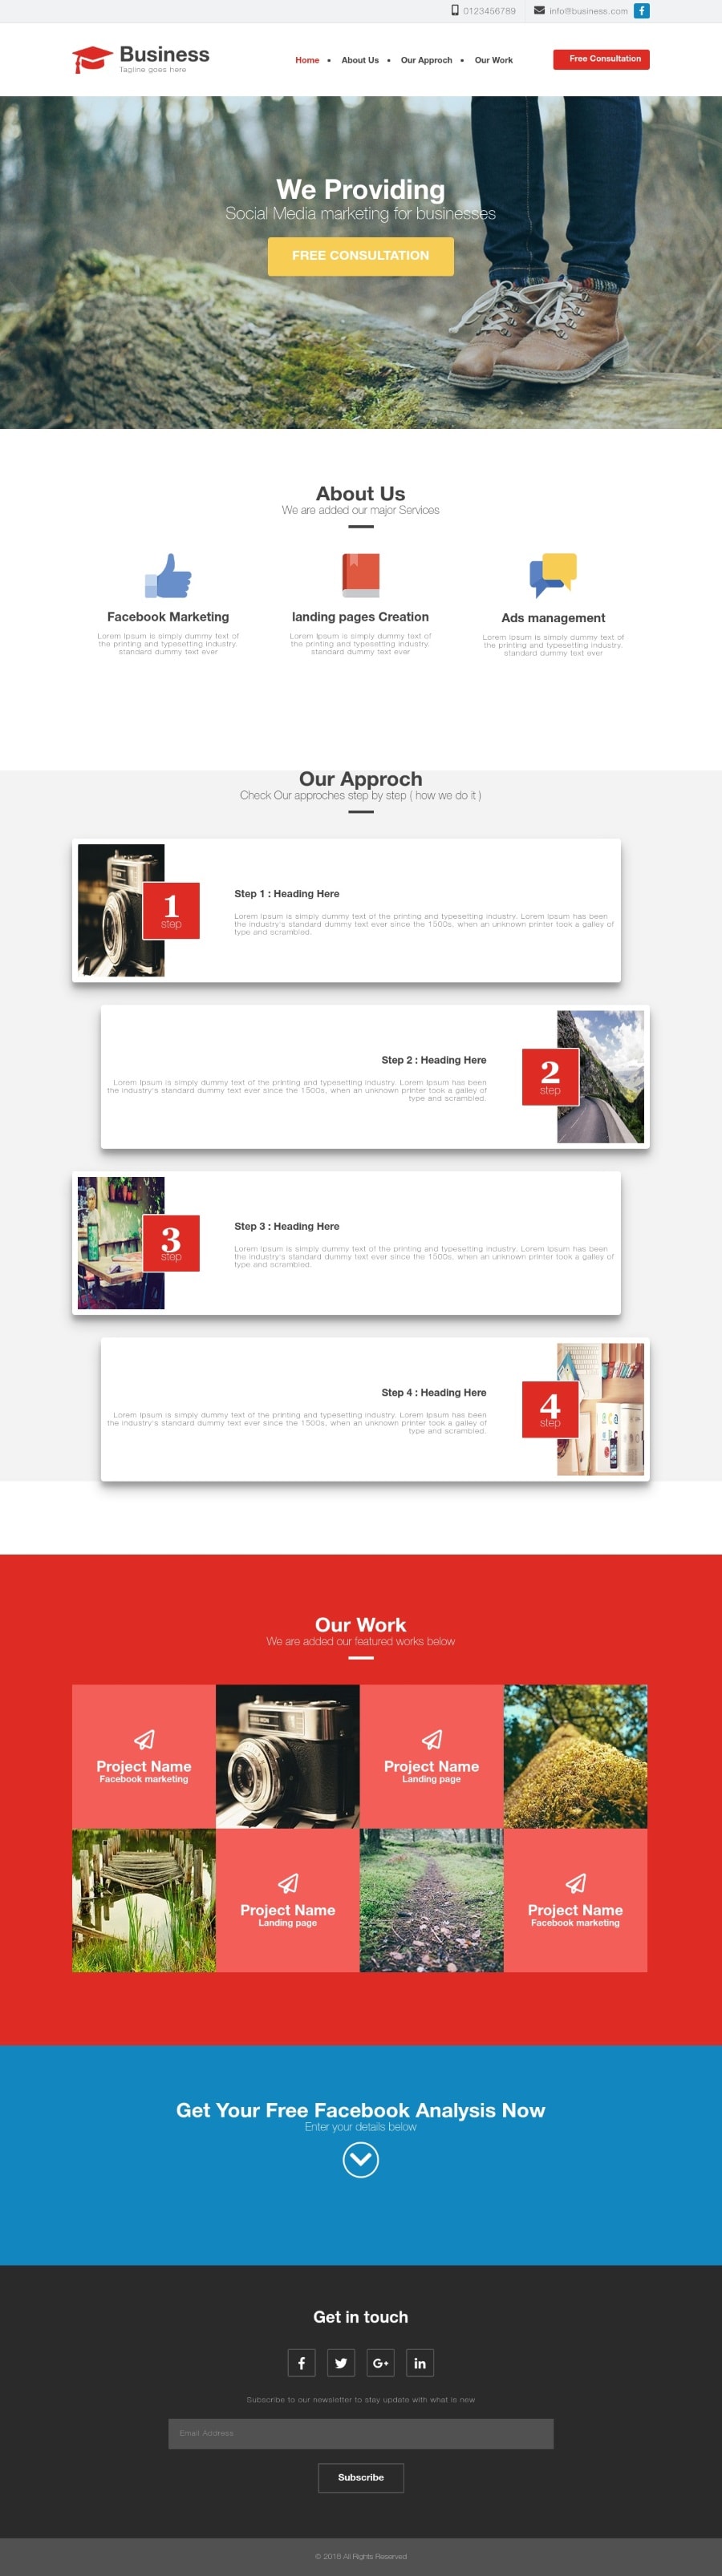 0123456789
info@business.com
Business
Tagline goes here
Home • About Us • Our Approch • Our Work
Free Consultation
We Providing
Social Media marketing for businesses
FREE CONSULTATION
About Us
We are added our major Services
Facebook Marketing
Lorem Ipsum is simply dummy text of
the printing and typesetting industry.
standard dummy text ever
landing pages Creation
Lorem Ipsum is simply dummy text of
the printing and typesetting industry.
standard dummy text ever
Ads management
Lorem Ipsum is simply dummy text of
the printing and typesetting industry.
standard dummy text ever
Our Approch
Check Our approches step by step ( how we do it )
1
step
Step 1 : Heading Here
Lorem Ipsum is simply dummy text of the printing and typesetting industry. Lorem Ipsum has been
the industry's standard dummy text ever since the 1500s, when an unknown printer took a galley of
type and scrambled.
Step 2 : Heading Here
Lorem Ipsum is simply dummy text of the printing and typesetting industry. Lorem Ipsum has been
the industry's standard dummy text ever since the 1500s, when an unknown printer took a galley of
type and scrambled.
2
step
3
step
Step 3 : Heading Here
Lorem Ipsum is simply dummy text of the printing and typesetting industry. Lorem Ipsum has been
the industry's standard dummy text ever since the 1500s, when an unknown printer took a galley of
type and scrambled.
Step 4 : Heading Here
Lorem Ipsum is simply dummy text of the printing and typesetting industry. Lorem Ipsum has been
the industry's standard dummy text ever since the 1500s, when an unknown printer took a galley of
type and scrambled.
4
step
Our Work
We are added our featured works below
Project Name
Facebook marketing
Project Name
Landing page
Project Name
Landing page
Project Name
Facebook marketing
Get Your Free Facebook Analysis Now
Enter your details below
Get in touch
Subscribe to our newsletter to stay update with what is new
Email Address
Subscribe
© 2018 All Rights Reserved